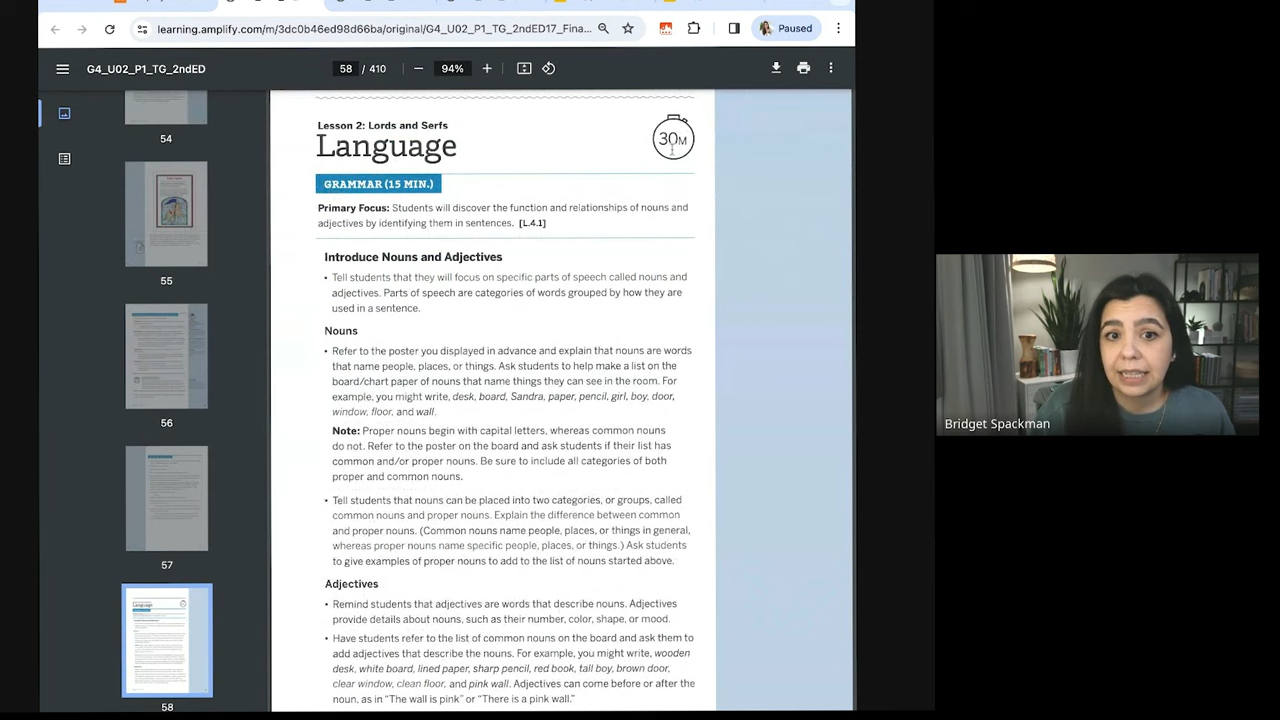 learning.amplify.com/m/3dc0b46ed98d66ba/original/G4_U02_P1_TG_2ndED17_Fina...
Paused
G4_U02_P1_TG_2ndED
58 / 410
94%
54
55
56
57
58
Lesson 2: Lords and Serfs
Language
30M
GRAMMAR (15 MIN.)
Primary Focus: Students will discover the function and relationships of nouns and
adjectives by identifying them in sentences. [L.4.1]
Introduce Nouns and Adjectives
• Tell students that they will focus on specific parts of speech called nouns and
adjectives. Parts of speech are categories of words grouped by how they are
used in a sentence.
Nouns
• Refer to the poster you displayed in advance and explain that nouns are words
that name people, places, or things. Ask students to help make a list on the
board/chart paper of nouns that name things they can see in the room. For
example, you might write, desk, board, Sandra, paper, pencil, girl, boy, door,
window, floor, and wall.
Note: Proper nouns begin with capital letters, whereas common nouns
do not. Refer to the poster on the board and ask students if their list has
common and/or proper nouns. Be sure to include all categories of both
proper and common nouns.
• Tell students that nouns can be placed into two categories, or groups, called
common nouns and proper nouns. Explain the difference between common
and proper nouns. (Common nouns name people, places, or things in general,
whereas proper nouns name specific people, places, or things.) Ask students
to give examples of proper nouns to add to the list of nouns started above.
Adjectives
• Remind students that adjectives are words that describe nouns. Adjectives
provide details about nouns, such as their number, color, shape, or mood.
• Have students refer to the list of common nouns on the board and ask them to
add adjectives that describe the nouns. For example, you might write, wooden
desk, white board, lined paper, sharp pencil, red book, tall boy, brown door,
clear window, clean floor, and pink wall. Adjectives can come before or after the
noun, as in “The wall is pink” or “There is a pink wall.”
Bridget Spackman